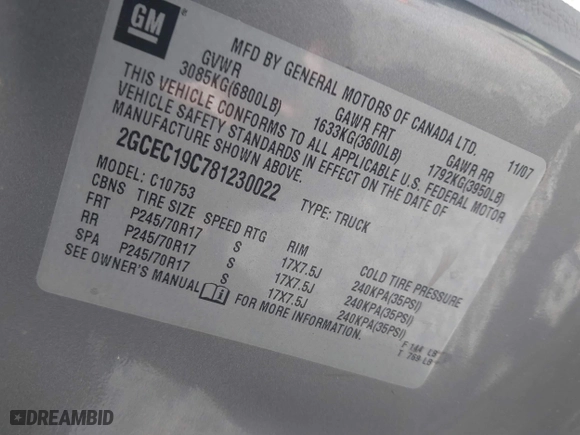 GM
MFD BY GENERAL MOTORS OF CANADA LTD.
GVWR GAWR FRT GAWR RR 11/07
3085KG(6800LB) 1633KG(3600LB) 1792KG(3950LB)
THIS VEHICLE CONFORMS TO ALL APPLICABLE U.S. FEDERAL MOTOR
VEHICLE SAFETY STANDARDS IN EFFECT ON THE DATE OF
MANUFACTURE SHOWN ABOVE.
2GCEC19C781230022 TYPE: TRUCK
MODEL: C10753
CBNS TIRE SIZE SPEED RTG RIM COLD TIRE PRESSURE
FRT P245/70R17 S 17X7.5J 240KPA(35PSI)
RR P245/70R17 S 17X7.5J 240KPA(35PSI)
SPA P245/70R17 S 17X7.5J 240KPA(35PSI)
SEE OWNER'S MANUAL FOR MORE INFORMATION.
F 144 LB
T 769 LB
DREAMBID